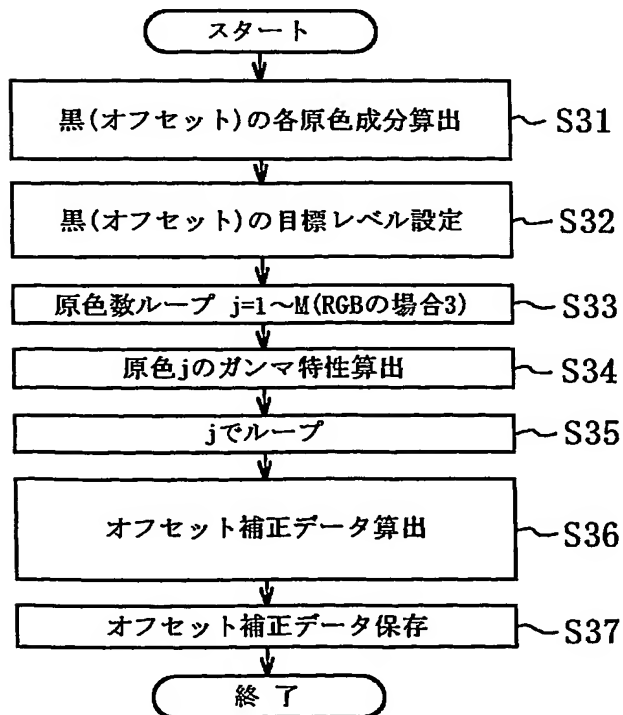 スタート
黒(オフセット)の各原色成分算出 S31
黒(オフセット)の目標レベル設定 S32
原色数ループ j=1～M(RGBの場合3) S33
原色jのガンマ特性算出 S34
jでループ S35
オフセット補正データ算出 S36
オフセット補正データ保存 S37
終了